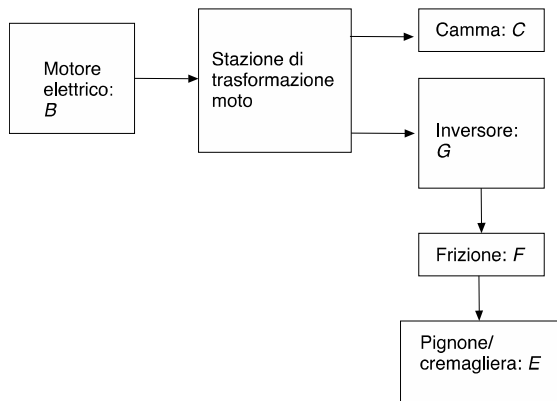 Motore
elettrico:
B
Stazione di
trasformazione
moto
Camma: C
Inversore:
G
Frizione: F
Pignone/
cremagliera: E